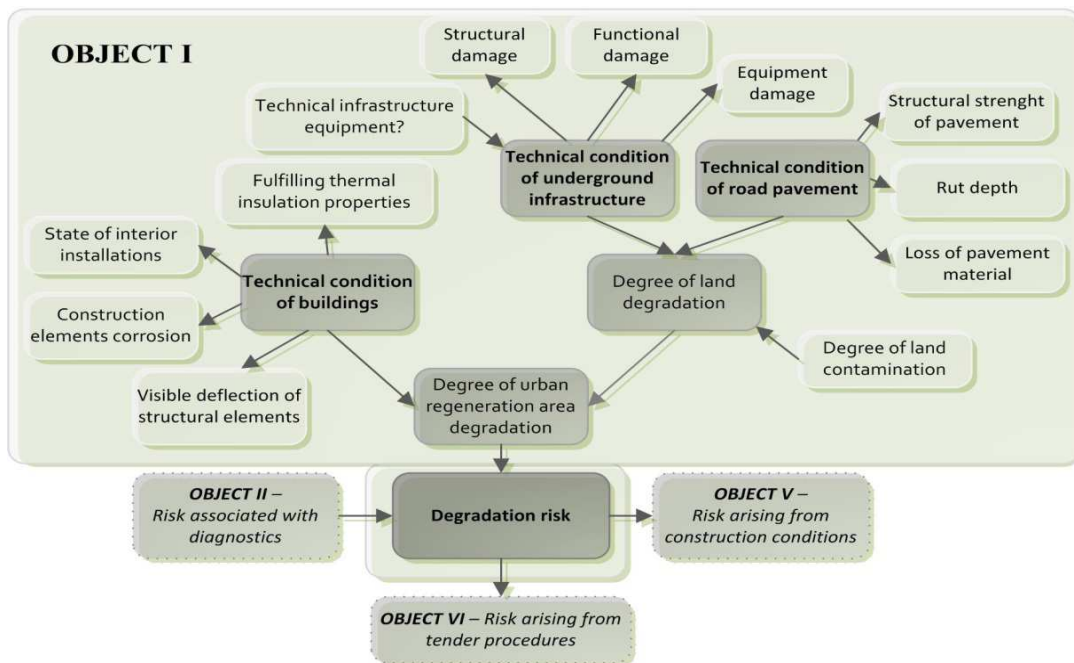 OBJECT I
Structural
damage
Functional
damage
Equipment
damage
Technical infrastructure
equipment?
Structural strenght
of pavement
Technical condition
of underground
infrastructure
Technical condition
of road pavement
Fulfilling thermal
insulation properties
Rut depth
State of interior
installations
Loss of pavement
material
Technical condition
of buildings
Degree of land
degradation
Construction
elements corrosion
Degree of land
contamination
Visible deflection of
structural elements
Degree of urban
regeneration area
degradation
OBJECT II –
Risk associated with
diagnostics
Degradation risk
OBJECT V –
Risk arising from
construction conditions
OBJECT VI – Risk arising from
tender procedures